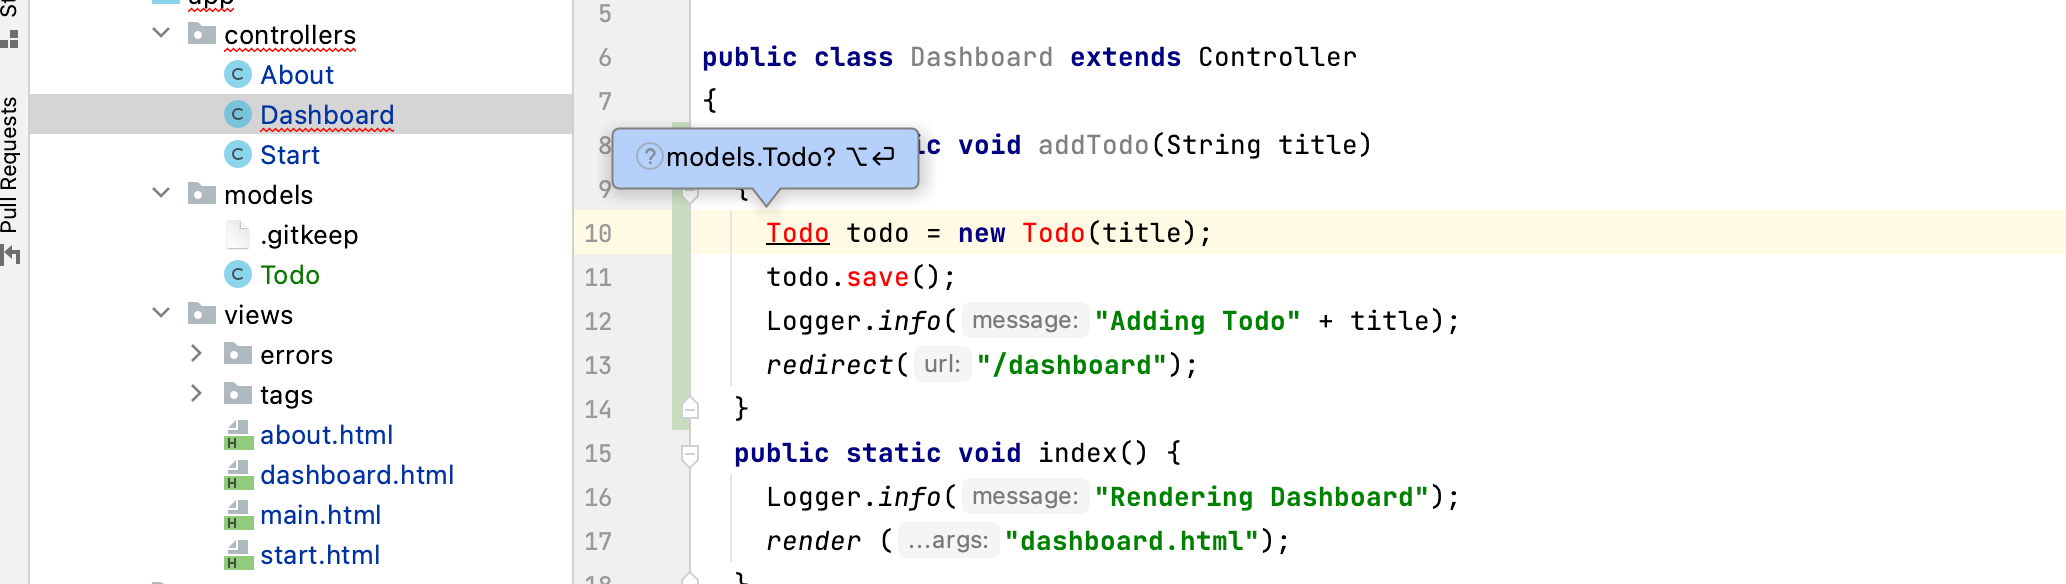 St
Pull Requests
app
controllers
About
Dashboard
Start
models
.gitkeep
Todo
views
errors
tags
about.html
dashboard.html
main.html
start.html
5
6 public class Dashboard extends Controller
7 {
8 ic void addTodo(String title)
models.Todo? ⌥↩
9 {
10 Todo todo = new Todo(title);
11 todo.save();
12 Logger.info( message: "Adding Todo" + title);
13 redirect( url: "/dashboard");
14 }
15 public static void index() {
16 Logger.info( message: "Rendering Dashboard");
17 render ( ...args: "dashboard.html");
18 }